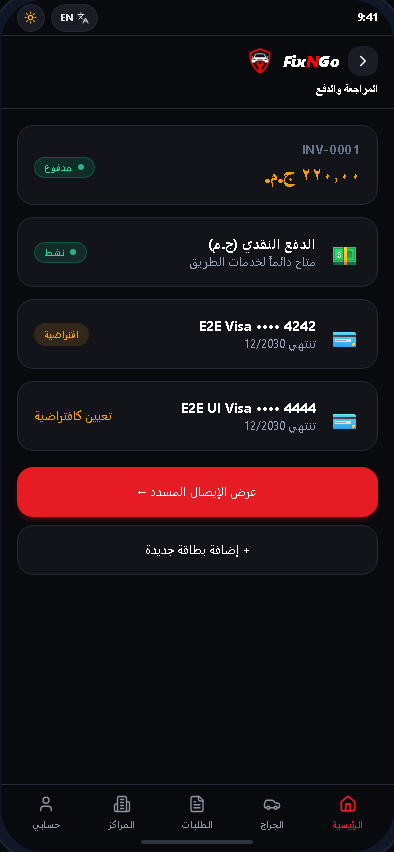 9:41
EN
FixNGo
المراجعة والدفع
INV-0001
٢٢٠٫٠٠ ج.م.
مدفوع
الدفع النقدي (ج.م)
متاح دائماً لخدمات الطريق
نشط
E2E Visa •••• 4242
تنتهي 12/2030
افتراضية
E2E UI Visa •••• 4444
تنتهي 12/2030
تعيين كافتراضية
عرض الإيصال المسدد ←
+ إضافة بطاقة جديدة
الرئيسية
الجراج
الطلبات
المراكز
حسابي